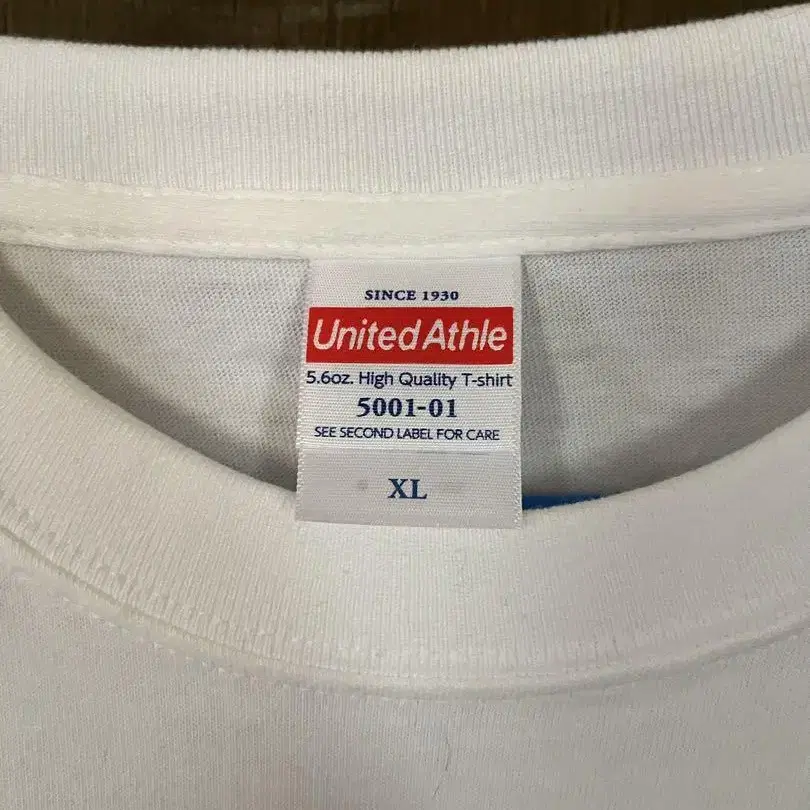 SINCE 1930
United Athle
5.6oz. High Quality T-shirt
5001-01
SEE SECOND LABEL FOR CARE
XL